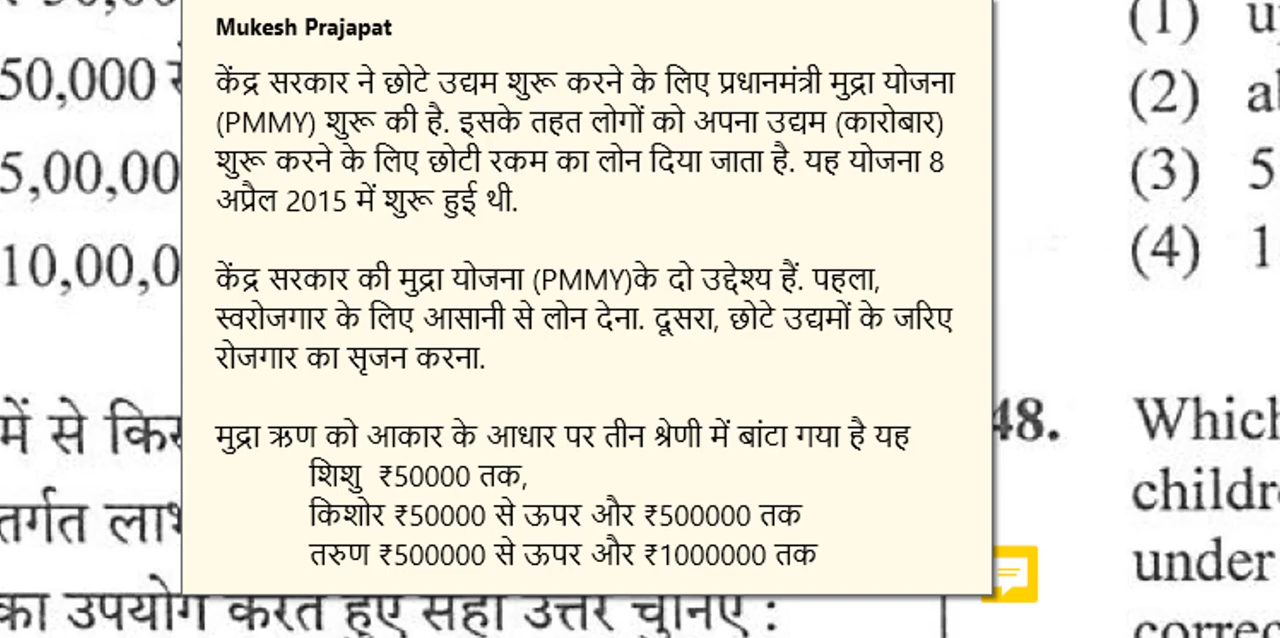 Mukesh Prajapat
केंद्र सरकार ने छोटे उद्यम शुरू करने के लिए प्रधानमंत्री मुद्रा योजना
(PMMY) शुरू की है. इसके तहत लोगों को अपना उद्यम (कारोबार)
शुरू करने के लिए छोटी रकम का लोन दिया जाता है. यह योजना 8
अप्रैल 2015 में शुरू हुई थी.
केंद्र सरकार की मुद्रा योजना (PMMY)के दो उद्देश्य हैं. पहला,
स्वरोजगार के लिए आसानी से लोन देना. दूसरा, छोटे उद्यमों के जरिए
रोजगार का सृजन करना.
मुद्रा ऋण को आकार के आधार पर तीन श्रेणी में बांटा गया है यह
शिशु ₹50000 तक,
किशोर ₹50000 से ऊपर और ₹500000 तक
तरुण ₹500000 से ऊपर और ₹1000000 तक
50,000
5,00,00
10,00,0
में से
तर्गत
का उपयोग करते हुए सही उत्तर चुनिए :
(1)
(2)
(3) 5
(4) 1
48. Which
childre
under
correc